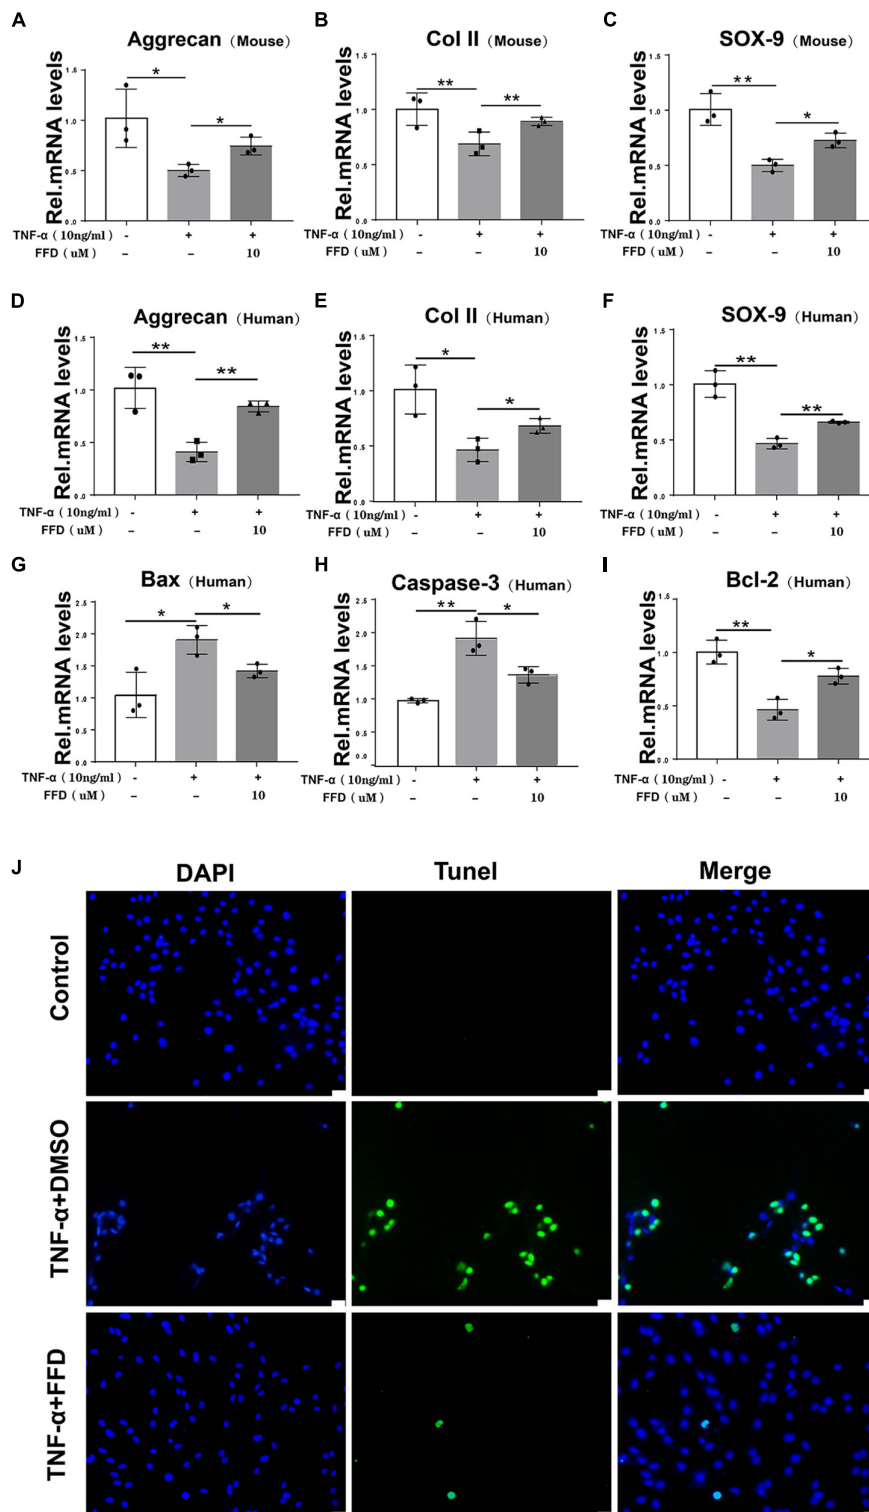 A
Aggrecan (Mouse)
Rel.mRNA levels
1.5
1.0
0.5
0.0
*
*
TNF-α (10ng/ml) - + +
FFD (uM) – – 10
B
Col II (Mouse)
Rel.mRNA levels
1.5
1.0
0.5
0.0
**
**
TNF-α (10ng/ml) - + +
FFD (uM) – – 10
C
SOX-9 (Mouse)
Rel.mRNA levels
1.5
1.0
0.5
0.0
**
*
TNF-α (10ng/ml) - + +
FFD (uM) – – 10
D
Aggrecan (Human)
Rel.mRNA levels
1.5
1.0
0.5
0.0
**
**
TNF-α (10ng/ml) - + +
FFD (uM) – – 10
E
Col II (Human)
Rel.mRNA levels
1.5
1.0
0.5
0.0
*
*
TNF-α (10ng/ml) - + +
FFD (uM) – – 10
F
SOX-9 (Human)
Rel.mRNA levels
1.5
1.0
0.5
0.0
**
**
TNF-α (10ng/ml) - + +
FFD (uM) – – 10
G
Bax (Human)
Rel.mRNA levels
2.5
2.0
1.5
1.0
0.5
0.0
*
*
TNF-α (10ng/ml) - + +
FFD (uM) – – 10
H
Caspase-3 (Human)
Rel.mRNA levels
2.5
2.0
1.5
1.0
0.5
0.0
**
*
TNF-α (10ng/ml) - + +
FFD (uM) – – 10
I
Bcl-2 (Human)
Rel.mRNA levels
1.5
1.0
0.5
0.0
**
*
TNF-α (10ng/ml) - + +
FFD (uM) – – 10
J
DAPI Tunel Merge
Control
TNF-α+DMSO
TNF-α+FFD